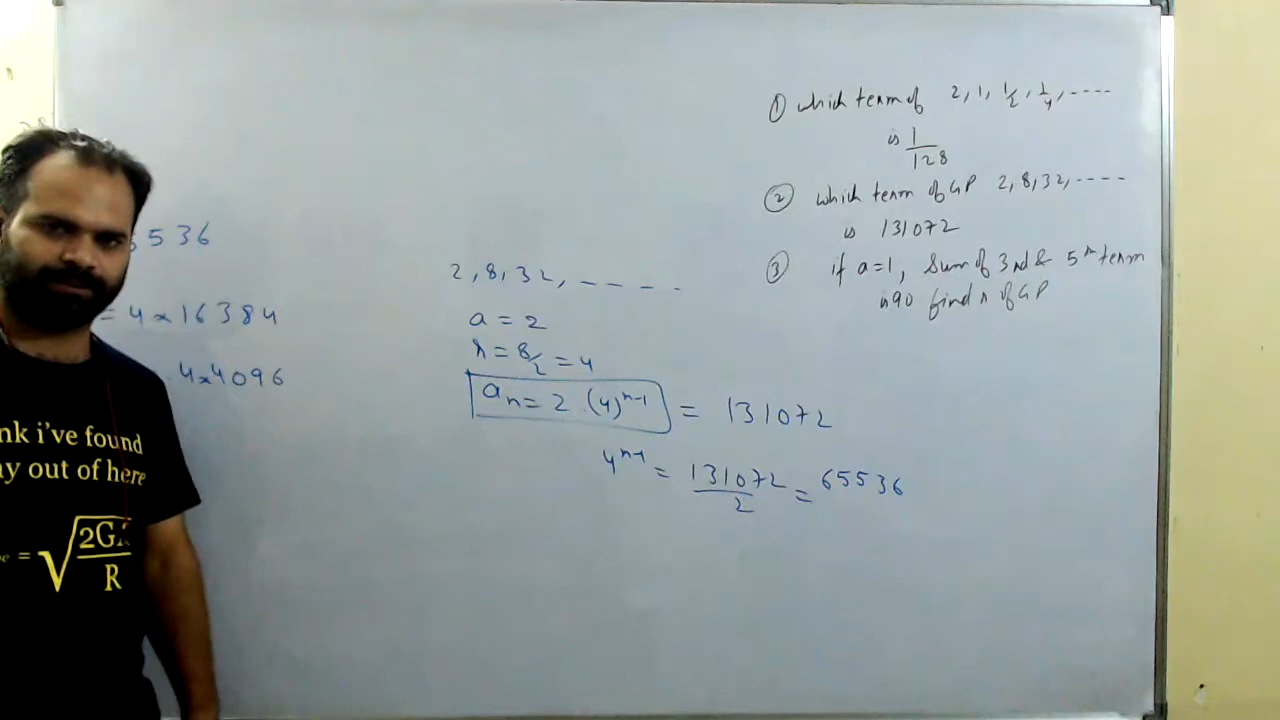 ① which term of 2, 1, 1/2, 1/4, ----
is 1/128
② which term of GP 2, 8, 32, ----
is 131072
③ if a=1, Sum of 3rd & 5th term
is 90 find r of GP
5536
= 4×16384
4×4096
2, 8, 32, ----
a = 2
r = 8/2 = 4
aₙ = 2 . (4)ⁿ⁻¹ = 131072
4ⁿ⁻¹ = 131072/2 = 65536
nk i've found
y out of here
= √2G/R